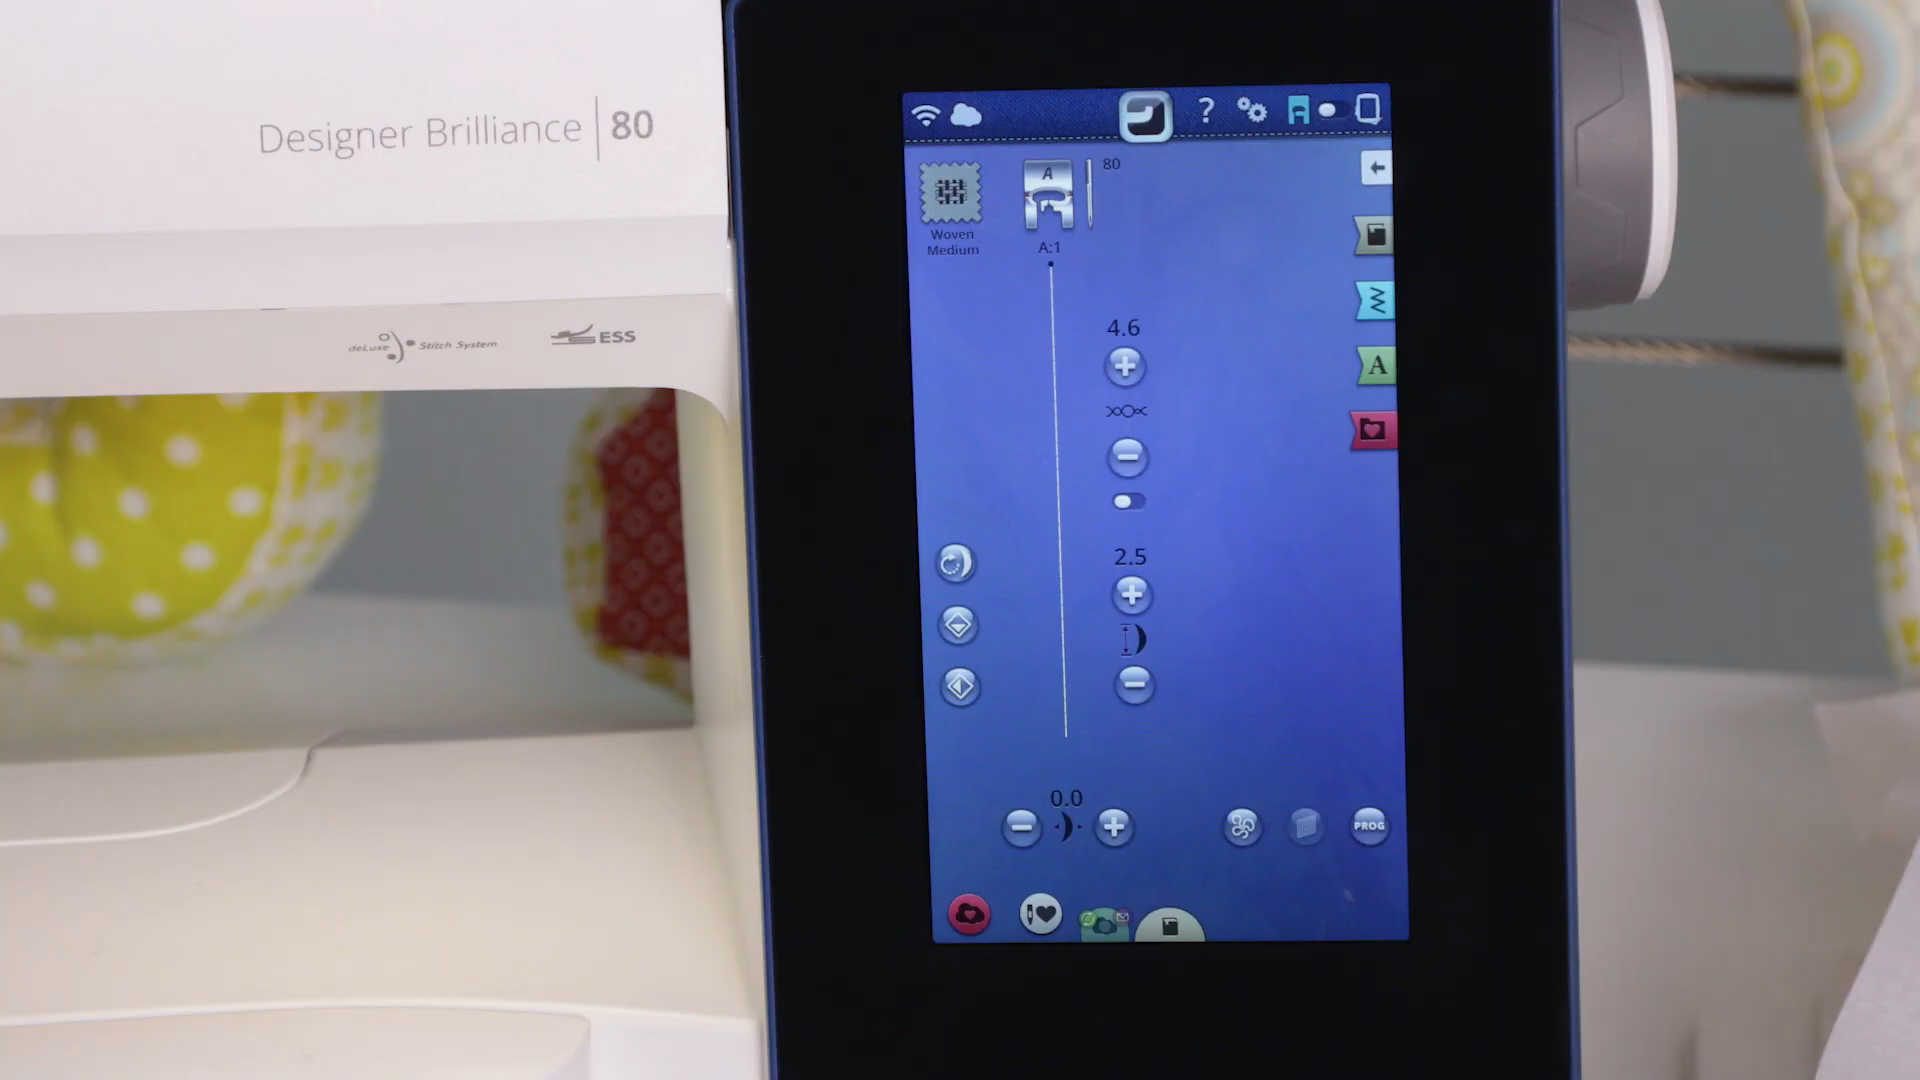 Designer Brilliance 80
deLuxe Stitch System
ESS
?
A 80
Woven
Medium
A:1
4.6
A
2.5
0.0
PROG